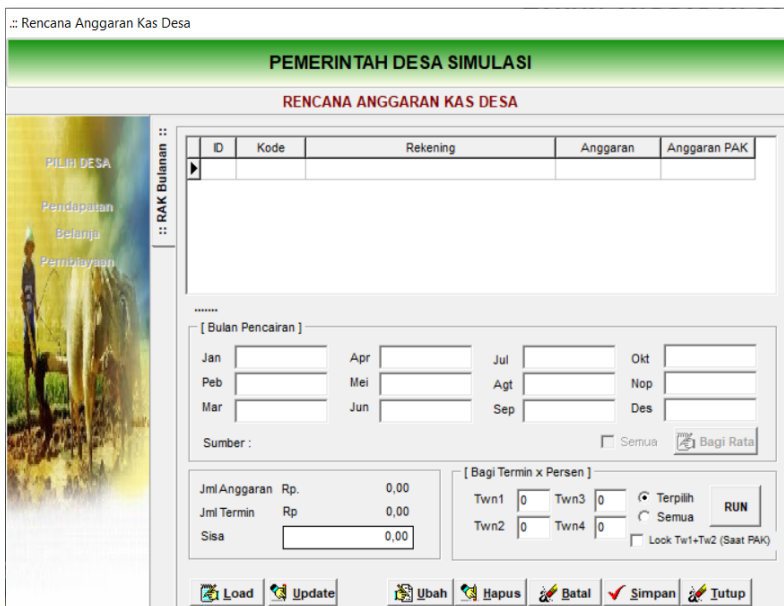 .:: Rencana Anggaran Kas Desa
PEMERINTAH DESA SIMULASI
RENCANA ANGGARAN KAS DESA
PILIH DESA
Pendapatan
Belanja
Pembiayaan
:: RAK Bulanan ::
ID Kode Rekening Anggaran Anggaran PAK
.......
[ Bulan Pencairan ]
Jan Apr Jul Okt
Peb Mei Agt Nop
Mar Jun Sep Des
Sumber : Semua Bagi Rata
Jml Anggaran Rp. 0,00
Jml Termin Rp 0,00
Sisa 0,00
[ Bagi Termin x Persen ]
Twn1 0 Twn3 0 Terpilih RUN
Twn2 0 Twn4 0 Semua
Lock Tw1+Tw2 (Saat PAK)
Load Update Ubah Hapus Batal Simpan Tutup